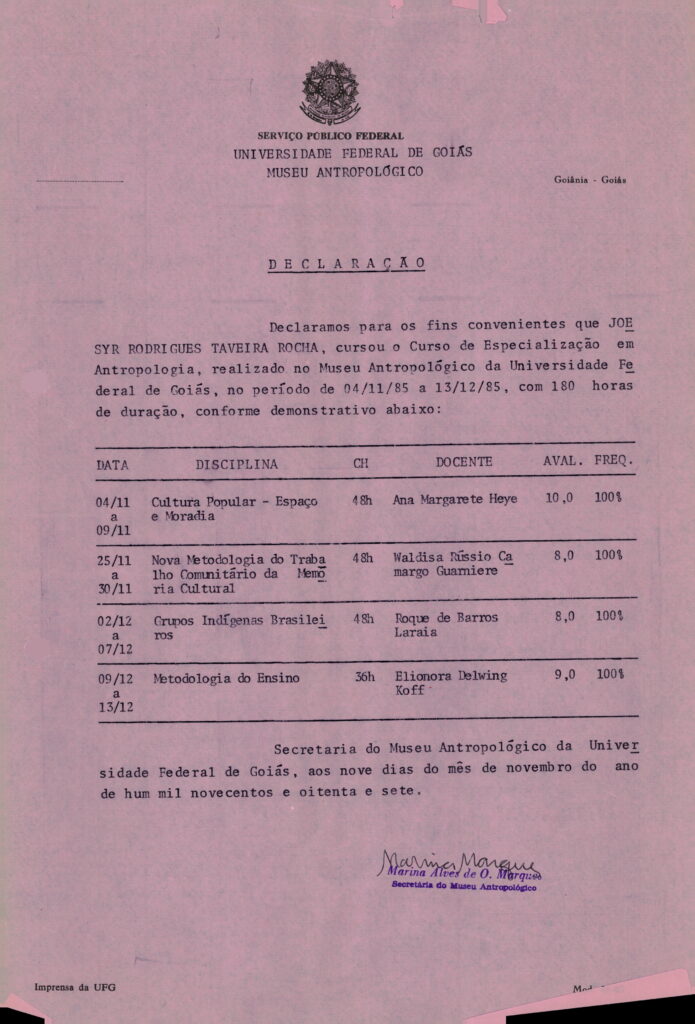 SERVIÇO PÚBLICO FEDERAL
UNIVERSIDADE FEDERAL DE GOIÁS
MUSEU ANTROPOLÓGICO
Goiânia - Goiás
DECLARAÇÃO
Declaramos para os fins convenientes que JOE
SYR RODRIGUES TAVEIRA ROCHA, cursou o Curso de Especialização em
Antropologia, realizado no Museu Antropológico da Universidade Fe
deral de Goiás, no período de 04/11/85 a 13/12/85, com 180 horas
de duração, conforme demonstrativo abaixo:
DATA DISCIPLINA CH DOCENTE AVAL. FREQ.
04/11 Cultura Popular - Espaço 48h Ana Margarete Heye 10,0 100%
a e Moradia
09/11
25/11 Nova Metodologia do Traba 48h Waldisa Rússio Ca 8,0 100%
a lho Comunitário da Memó margo Guarniere
30/11 ria Cultural
02/12 Grupos Indígenas Brasilei 48h Roque de Barros 8,0 100%
a ros Laraia
07/12
09/12 Metodologia do Ensino 36h Elionora Delwing 9,0 100%
a Koff
13/12
Secretaria do Museu Antropológico da Univer
sidade Federal de Goiás, aos nove dias do mês de novembro do ano
de hum mil novecentos e oitenta e sete.
Marina Marques
Marina Alves de O. Marques
Secretária do Museu Antropológico
Imprensa da UFG